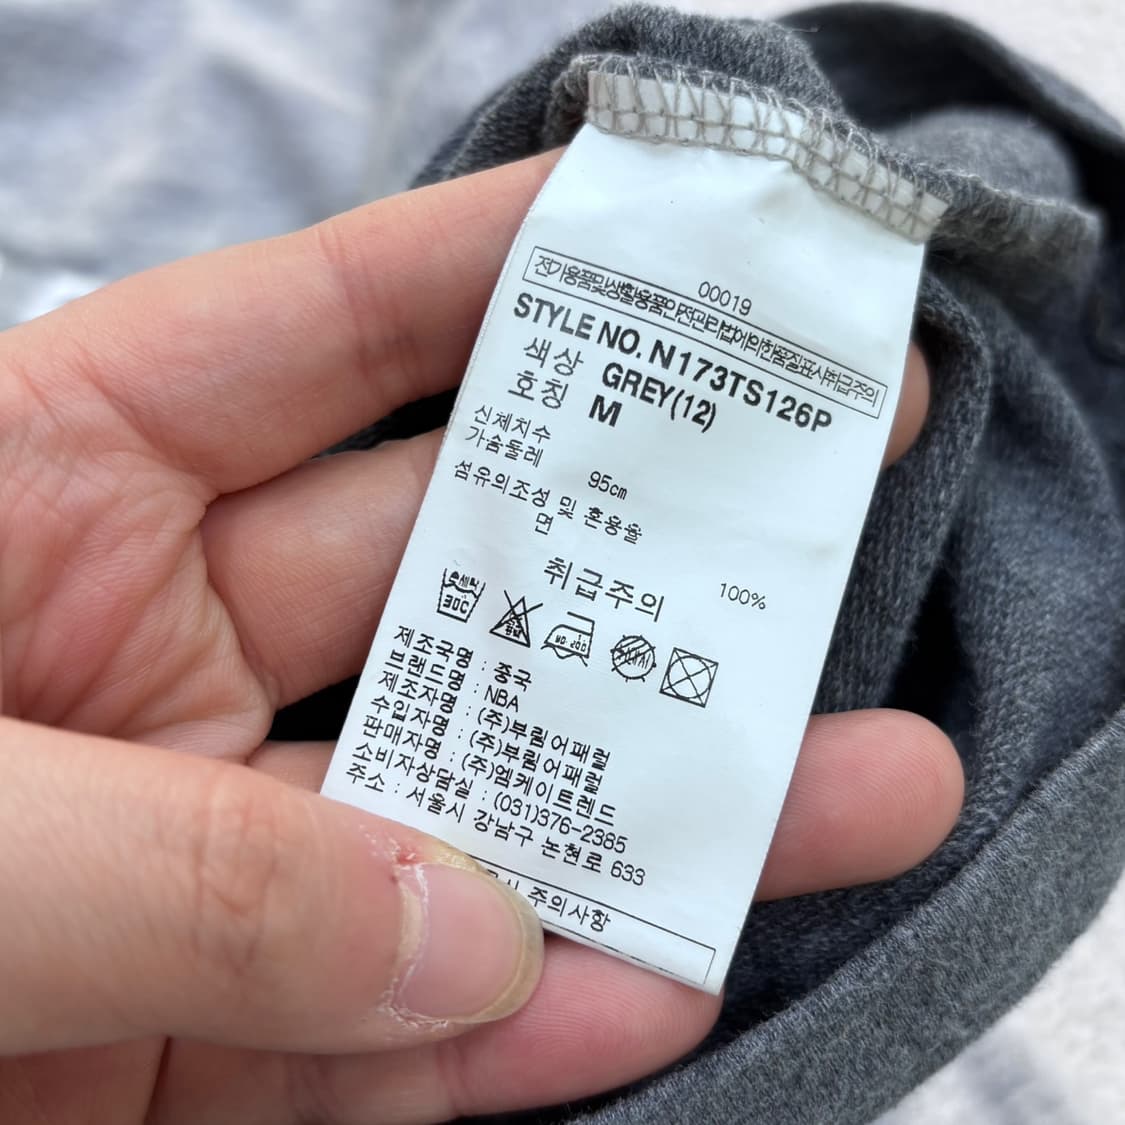 00019
전기용품및생활용품안전관리법에의한품질표시취급주의
STYLE NO. N173TS126P
색상 GREY(12)
호칭 M
신체치수
가슴둘레 95cm
섬유의조성 및 혼용율
면 100%
취급주의
제조국명 : 중국
브랜드명 : NBA
제조자명 : (주)부림어패럴
수입자명 : (주)부림어패럴
판매자명 : (주)엠케이트렌드
소비자상담실 : (031)376-2385
주소 : 서울시 강남구 논현로 633
주의사항